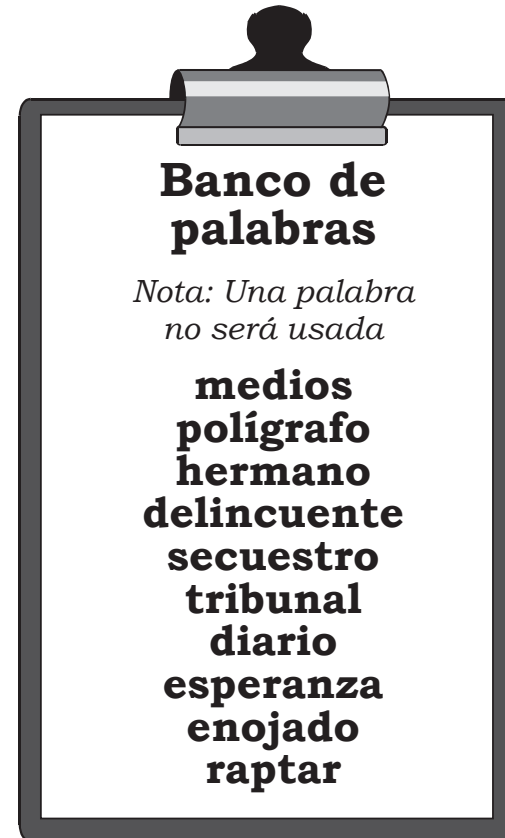 Banco de
palabras
Nota: Una palabra
no será usada
medios
polígrafo
hermano
delincuente
secuestro
tribunal
diario
esperanza
enojado
raptar